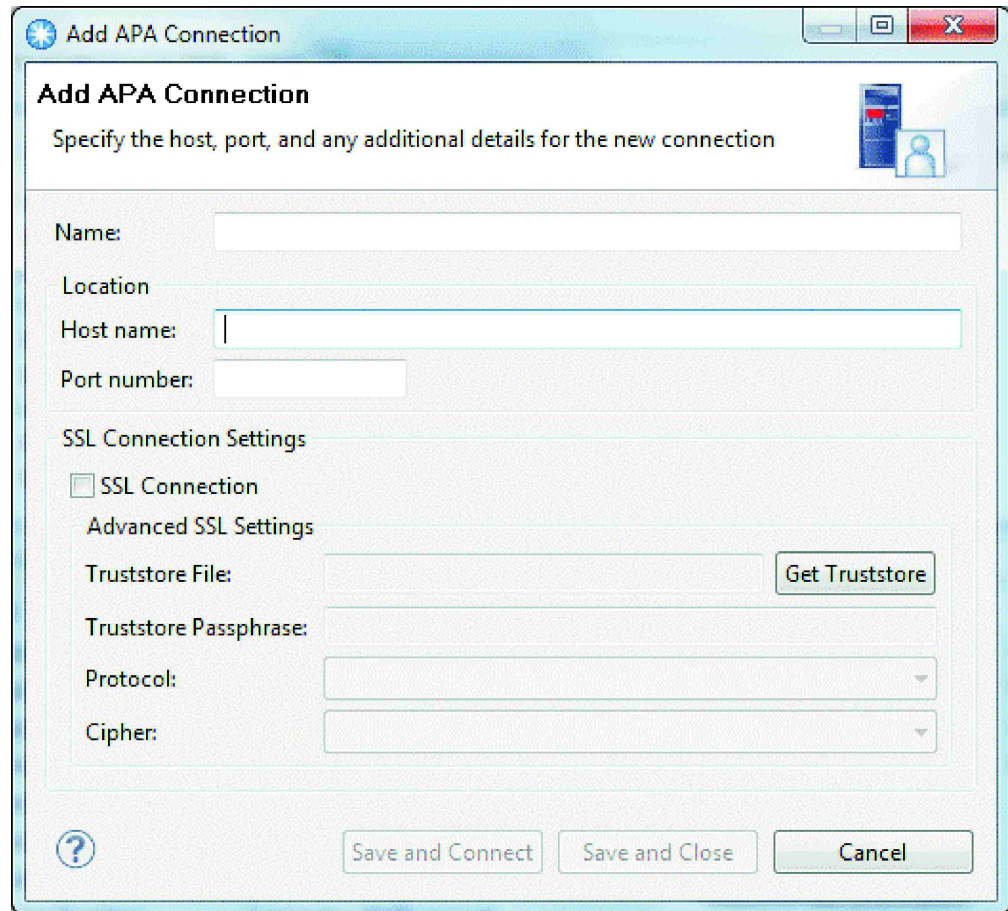 Add APA Connection
Add APA Connection
Specify the host, port, and any additional details for the new connection
Name:
Location
Host name:
Port number:
SSL Connection Settings
SSL Connection
Advanced SSL Settings
Truststore File:
Get Truststore
Truststore Passphrase:
Protocol:
Cipher:
?
Save and Connect
Save and Close
Cancel